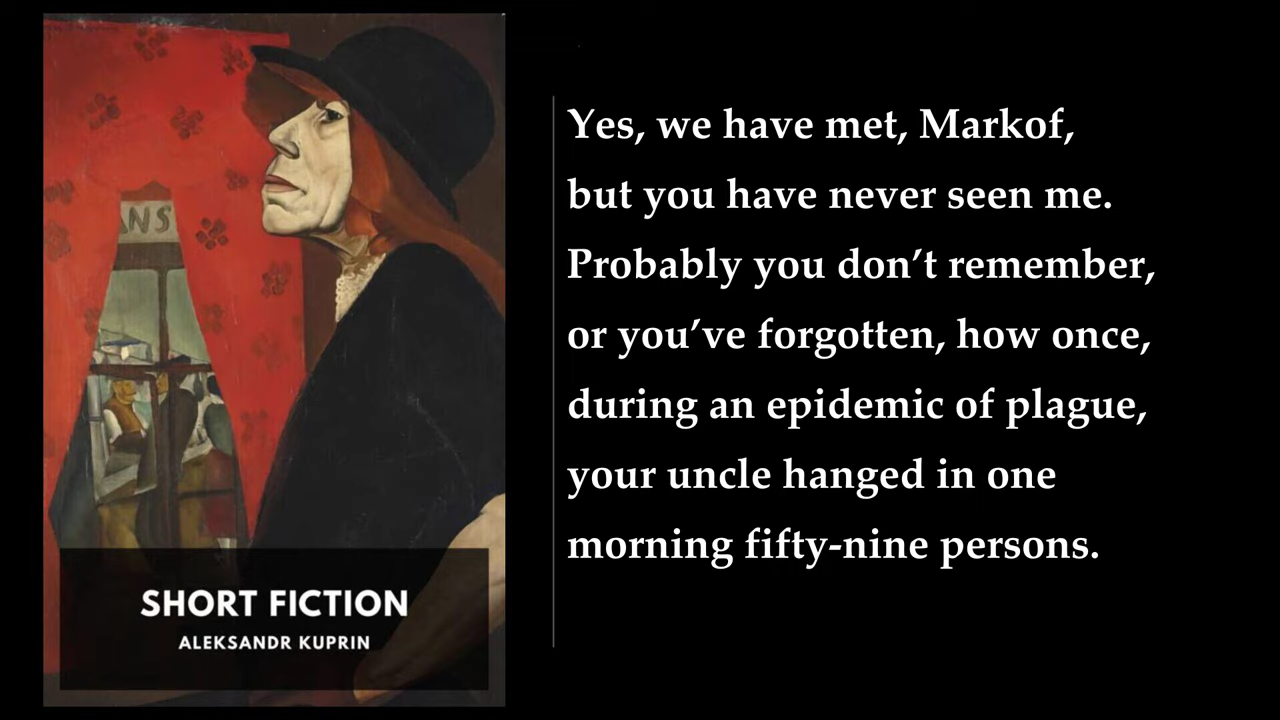 NS
SHORT FICTION
ALEKSANDR KUPRIN
Yes, we have met, Markof,
but you have never seen me.
Probably you don’t remember,
or you’ve forgotten, how once,
during an epidemic of plague,
your uncle hanged in one
morning fifty-nine persons.